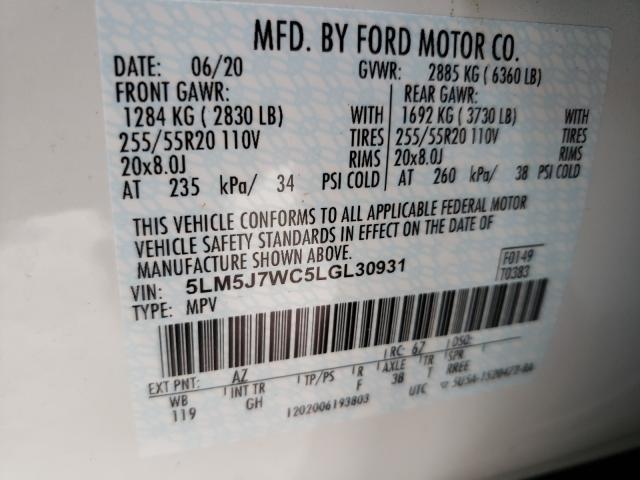 MFD. BY FORD MOTOR CO.
DATE: 06/20 GVWR: 2885 KG ( 6360 LB)
FRONT GAWR: REAR GAWR:
1284 KG ( 2830 LB) WITH 1692 KG ( 3730 LB) WITH
255/55R20 110V TIRES 255/55R20 110V TIRES
20x8.0J RIMS 20x8.0J RIMS
AT 235 kPa/ 34 PSI COLD AT 260 kPa/ 38 PSI COLD
THIS VEHICLE CONFORMS TO ALL APPLICABLE FEDERAL MOTOR
VEHICLE SAFETY STANDARDS IN EFFECT ON THE DATE OF
MANUFACTURE SHOWN ABOVE.
VIN: 5LM5J7WC5LGL30931 F0149
TYPE: MPV T0383
EXT PNT: AZ RC: 67 DSO:
WB INT TR TP/PS R AXLE TR SPR
119 GH F 3B T RREE
1202006193803 UTC